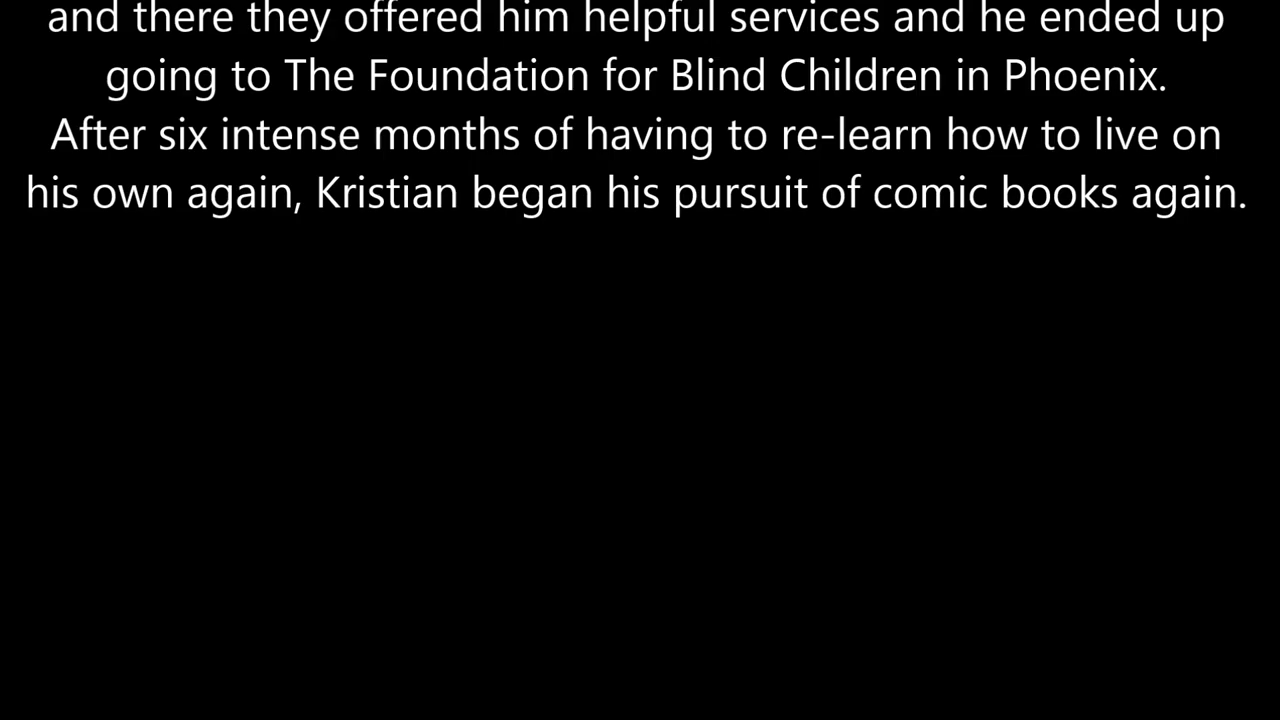 and there they offered him helpful services and he ended up
going to The Foundation for Blind Children in Phoenix.
After six intense months of having to re-learn how to live on
his own again, Kristian began his pursuit of comic books again.